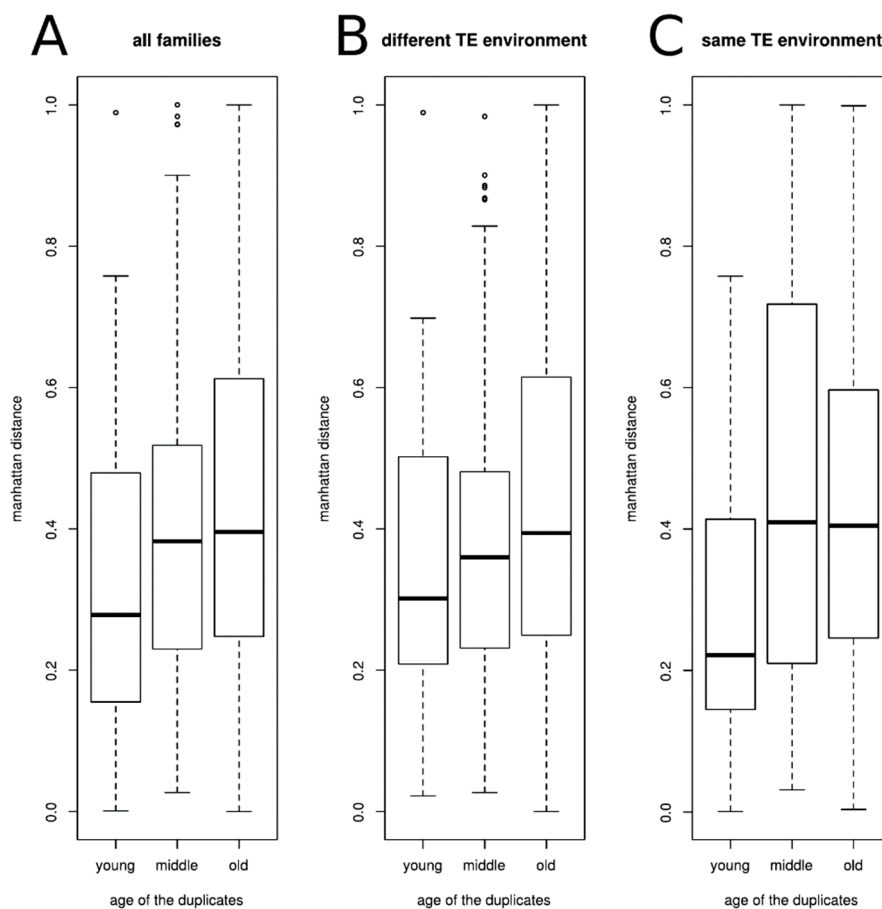 A all families
manhattan distance
0.0 0.2 0.4 0.6 0.8 1.0
young middle old
age of the duplicates
B different TE environment
manhattan distance
0.0 0.2 0.4 0.6 0.8 1.0
young middle old
age of the duplicates
C same TE environment
manhattan distance
0.0 0.2 0.4 0.6 0.8 1.0
young middle old
age of the duplicates